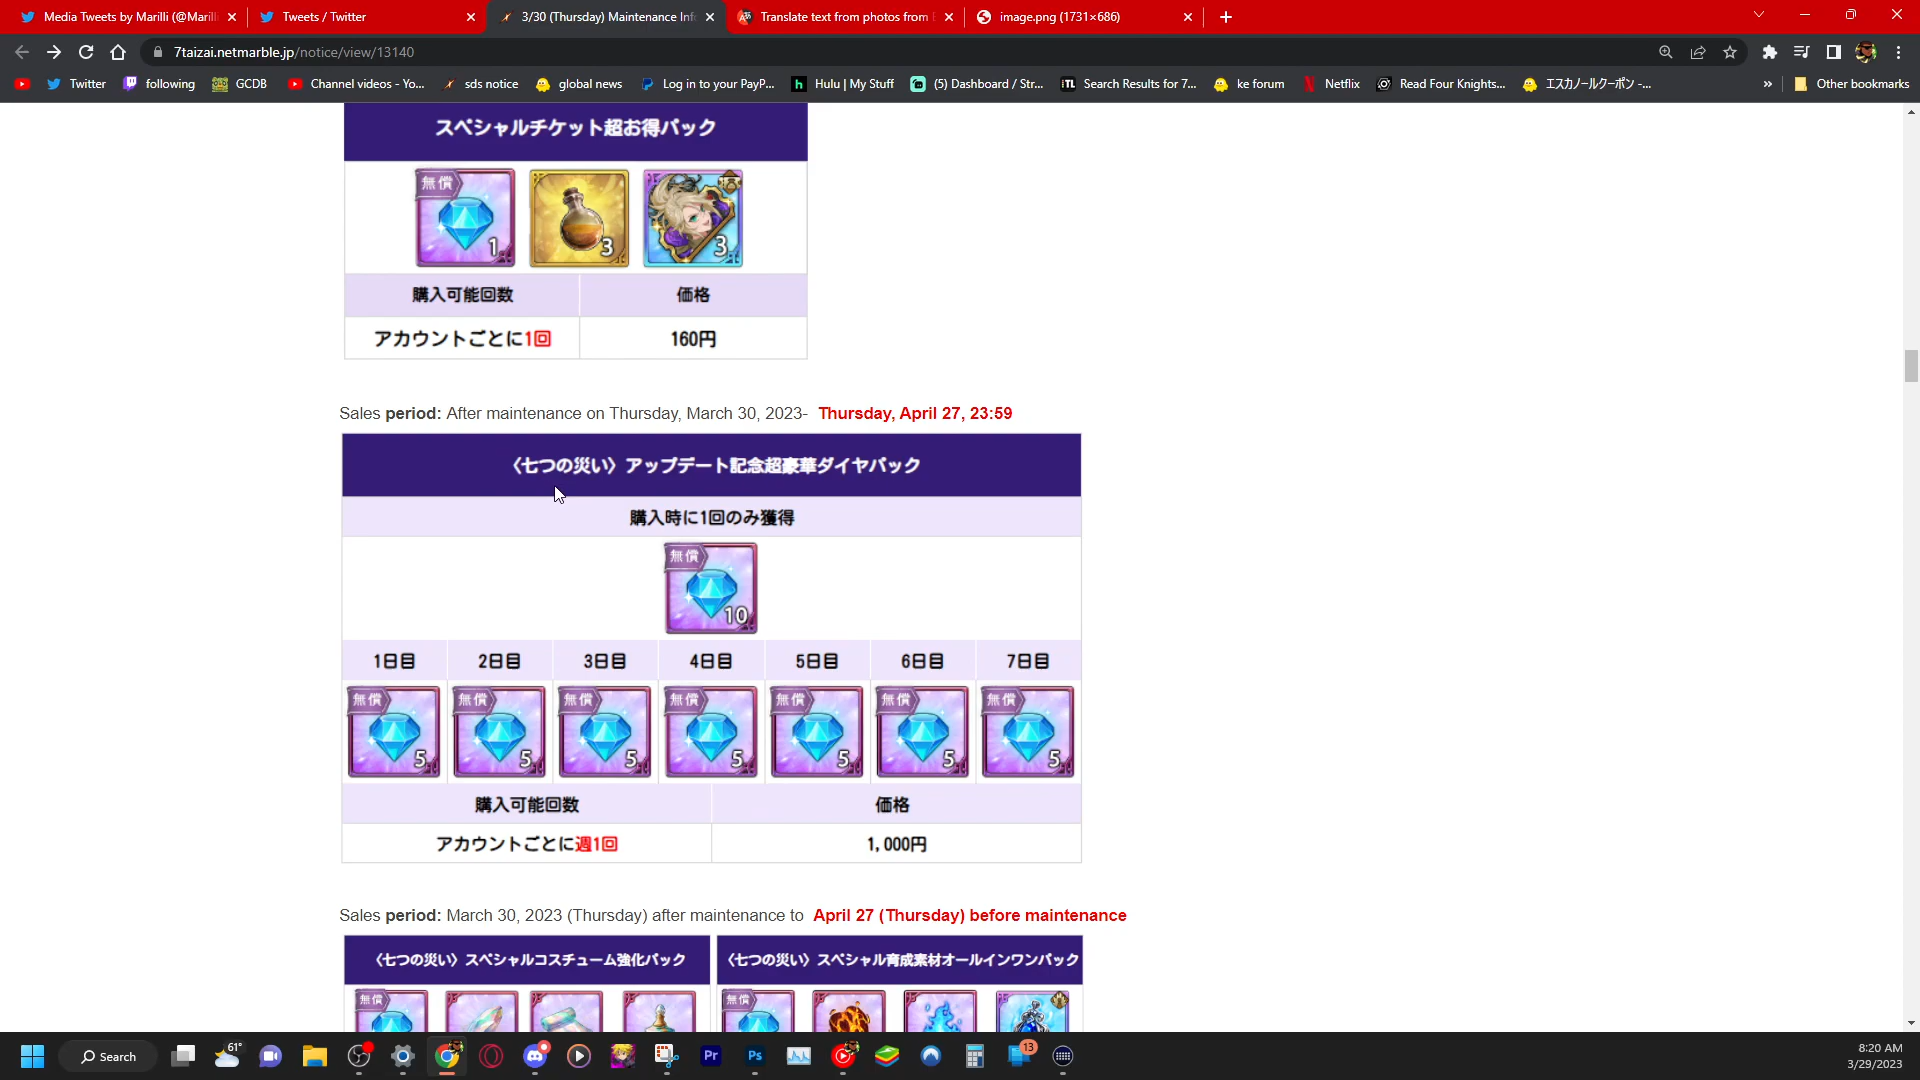 Media Tweets by Marilli (@Marill
Tweets / Twitter
3/30 (Thursday) Maintenance Inf
Translate text from photos from
image.png (1731×686)
7taizai.netmarble.jp/notice/view/13140
Twitter
following
GCDB
Channel videos - Yo...
sds notice
global news
Log in to your PayP...
Hulu | My Stuff
(5) Dashboard / Str...
Search Results for 7...
ke forum
Netflix
Read Four Knights...
エスカノールクーポン -...
»
Other bookmarks
スペシャルチケット超お得パック
無償
1
3
3
購入可能回数
価格
アカウントごとに1回
160円
Sales period: After maintenance on Thursday, March 30, 2023- Thursday, April 27, 23:59
〈七つの災い〉アップデート記念超豪華ダイヤパック
購入時に1回のみ獲得
無償
10
1日目 2日目 3日目 4日目 5日目 6日目 7日目
無償 無償 無償 無償 無償 無償 無償
5 5 5 5 5 5 5
購入可能回数
価格
アカウントごとに週1回
1,000円
Sales period: March 30, 2023 (Thursday) after maintenance to April 27 (Thursday) before maintenance
〈七つの災い〉スペシャルコスチューム強化パック
〈七つの災い〉スペシャル育成素材オールインワンパック
無償
無償
61°
Search
Pr
Ps
13
8:20 AM
3/29/2023